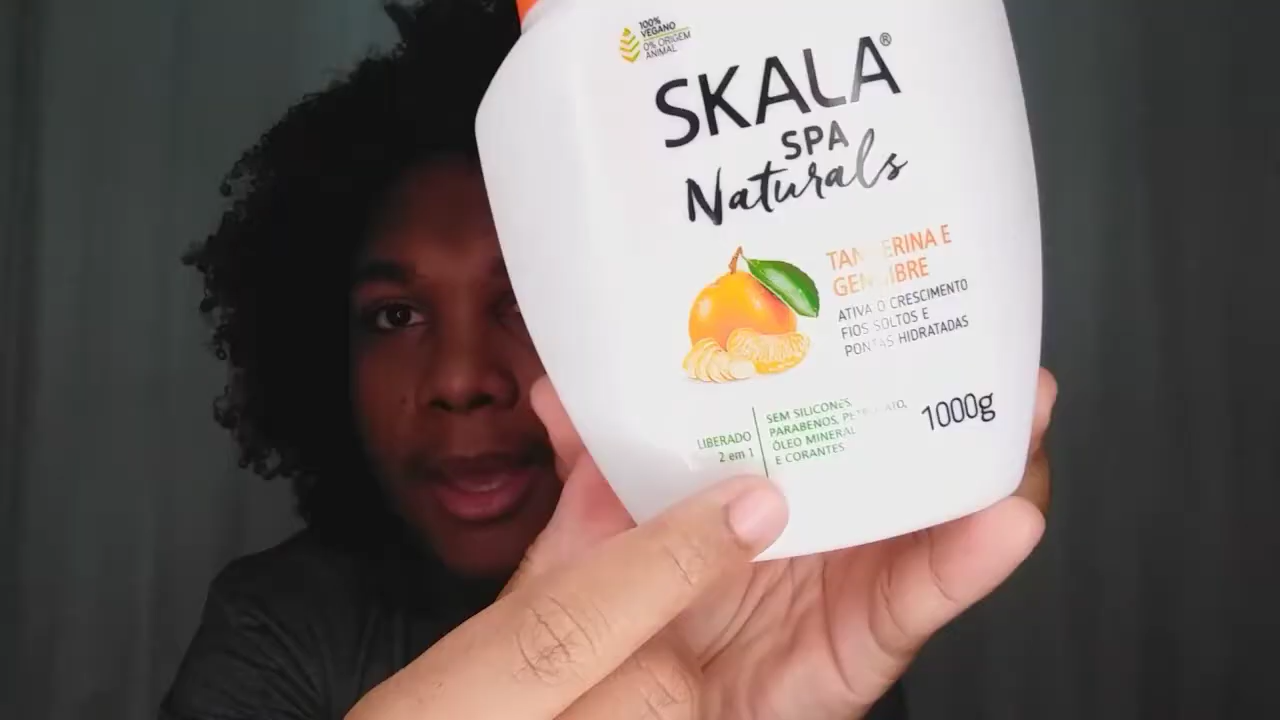 100%
VEGANO
0% ORIGEM
ANIMAL
SKALA®
SPA
Naturals
E
ATIVA O CRESCIMENTO
FIOS SOLTOS E
PONTAS HIDRATADAS
LIBERADO
2 em 1
SEM SILICONES,
PARABENOS,
ÓLEO MINERAL
E CORANTES
1000g